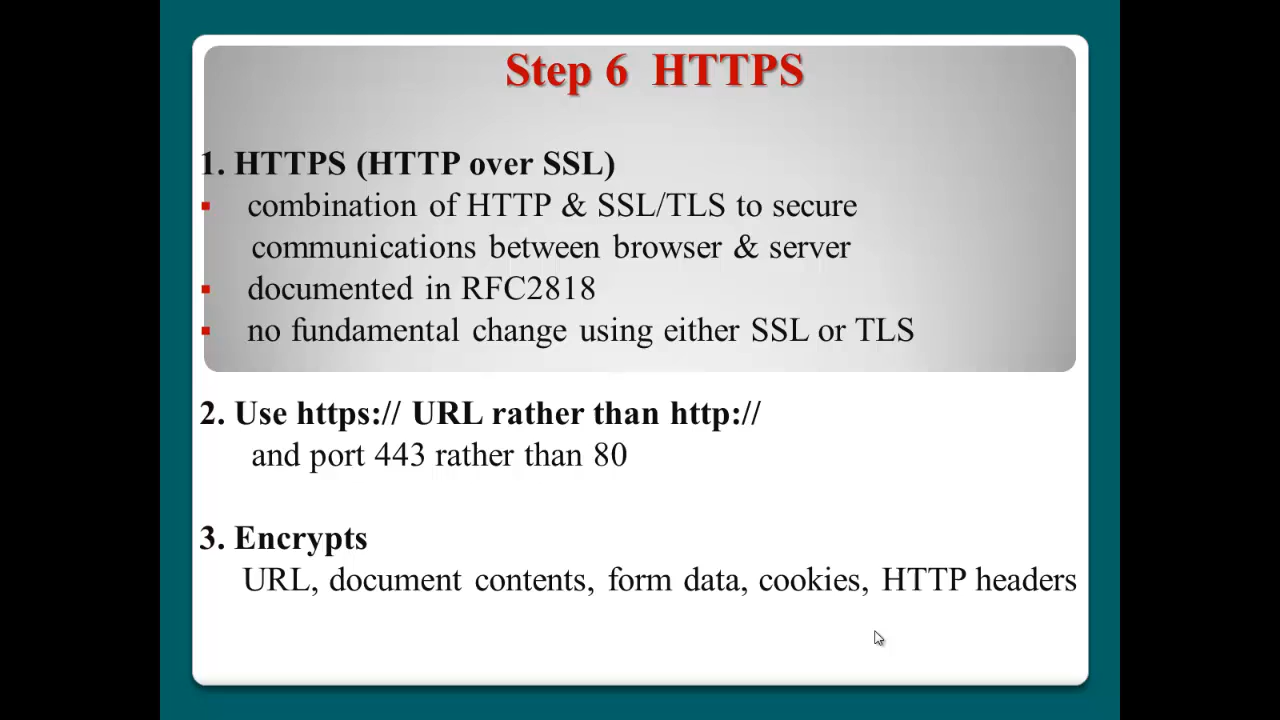 Step 6 HTTPS
1. HTTPS (HTTP over SSL)
▪ combination of HTTP & SSL/TLS to secure
communications between browser & server
▪ documented in RFC2818
▪ no fundamental change using either SSL or TLS
2. Use https:// URL rather than http://
and port 443 rather than 80
3. Encrypts
URL, document contents, form data, cookies, HTTP headers